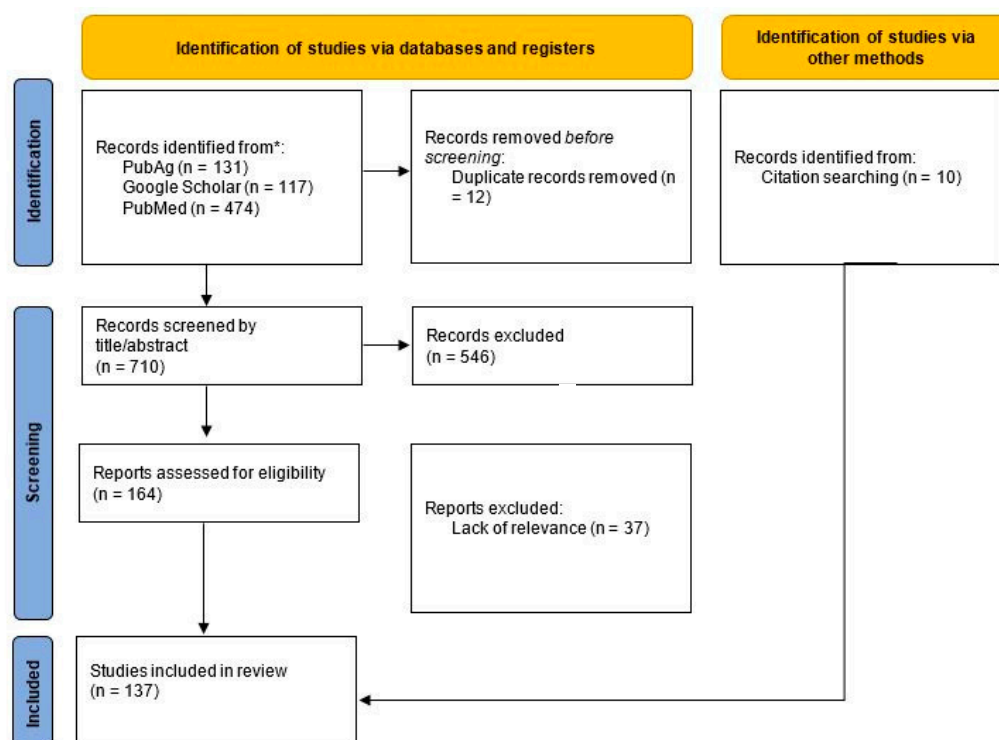 Identification of studies via databases and registers
Identification of studies via
other methods
Identification
Records identified from*:
PubAg (n = 131)
Google Scholar (n = 117)
PubMed (n = 474)
Records removed before
screening:
Duplicate records removed (n
= 12)
Records identified from:
Citation searching (n = 10)
Screening
Records screened by
title/abstract
(n = 710)
Records excluded
(n = 546)
Reports assessed for eligibility
(n = 164)
Reports excluded:
Lack of relevance (n = 37)
Included
Studies included in review
(n = 137)